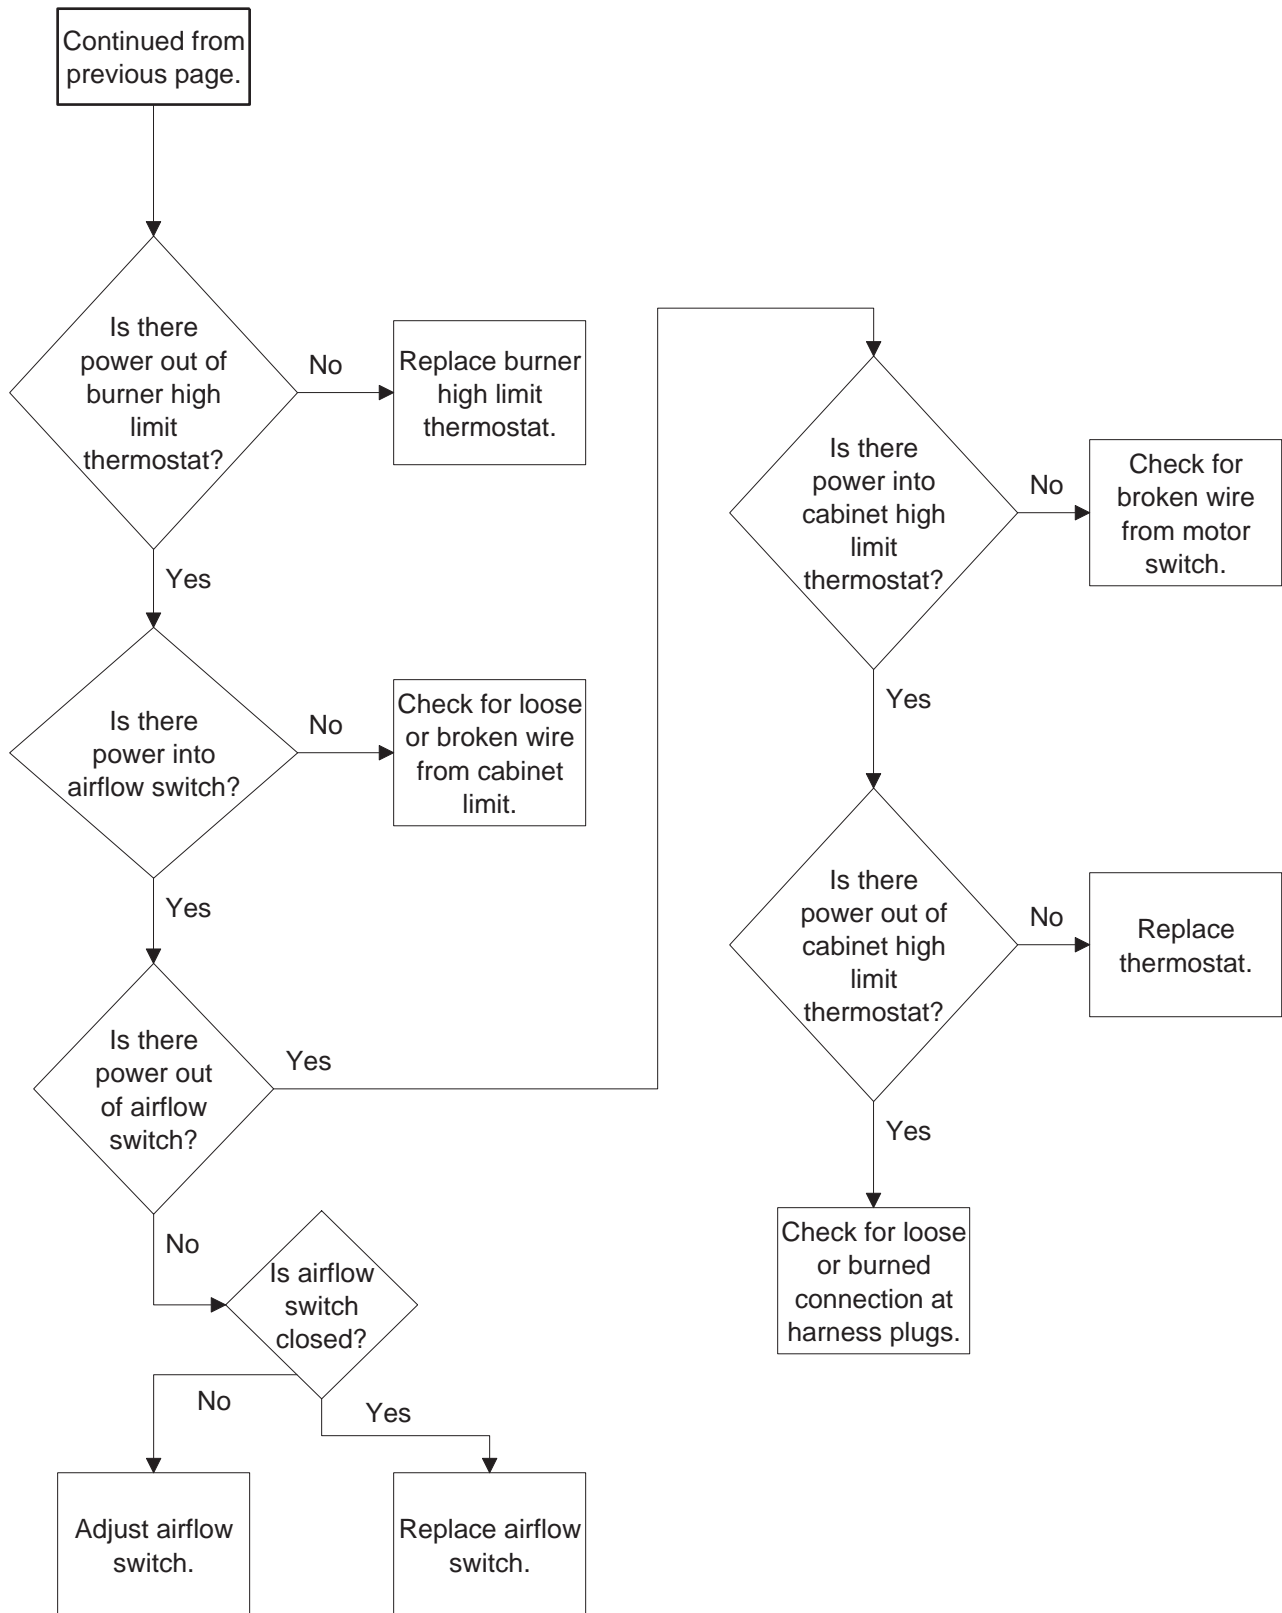 Continued from
previous page.
Is there
power out of
burner high
limit
thermostat?
No
Replace burner
high limit
thermostat.
Yes
Is there
power into
airflow switch?
No
Check for loose
or broken wire
from cabinet
limit.
Yes
Is there
power out
of airflow
switch?
Yes
No
Is airflow
switch
closed?
No
Yes
Adjust airflow
switch.
Replace airflow
switch.
Is there
power into
cabinet high
limit
thermostat?
No
Check for
broken wire
from motor
switch.
Yes
Is there
power out of
cabinet high
limit
thermostat?
No
Replace
thermostat.
Yes
Check for loose
or burned
connection at
harness plugs.